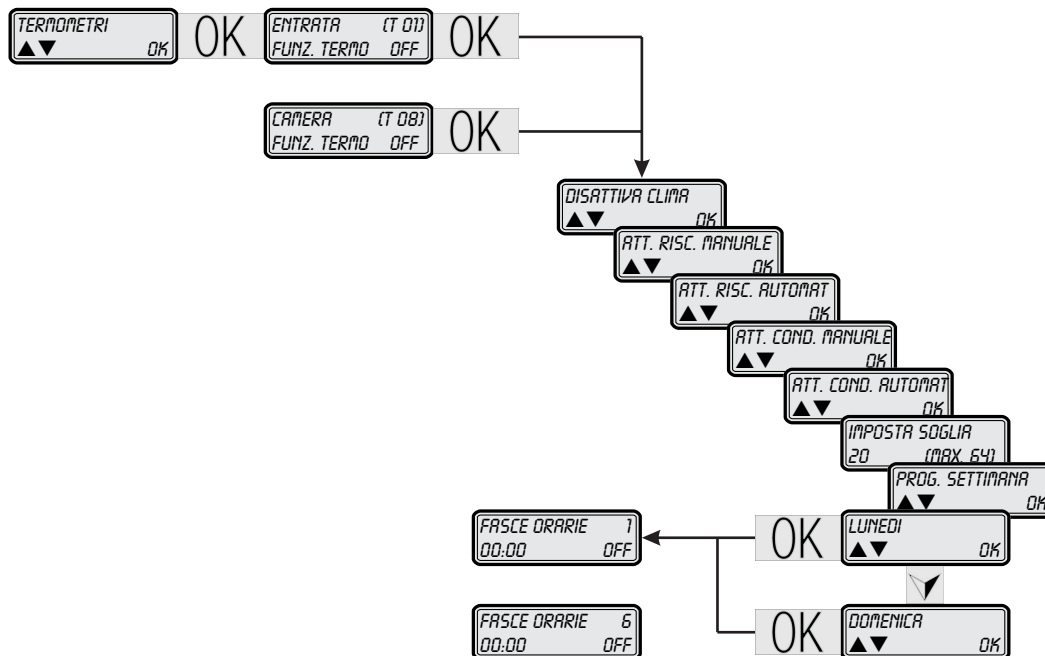 TERMOMETRI
▲▼ OK
OK
ENTRATA (T 01)
FUNZ. TERMO OFF
OK
CAMERA (T 08)
FUNZ. TERMO OFF
OK
DISATTIVA CLIMA
▲▼ OK
ATT. RISC. MANUALE
▲▼ OK
ATT. RISC. AUTOMAT
▲▼ OK
ATT. COND. MANUALE
▲▼ OK
ATT. COND. AUTOMAT
▲▼ OK
IMPOSTA SOGLIA
20 (MAX. 64)
PROG. SETTIMANA
▲▼ OK
FASCE ORARIE 1
00:00 OFF
OK
LUNEDI
▲▼ OK
FASCE ORARIE 6
00:00 OFF
OK
DOMENICA
▲▼ OK